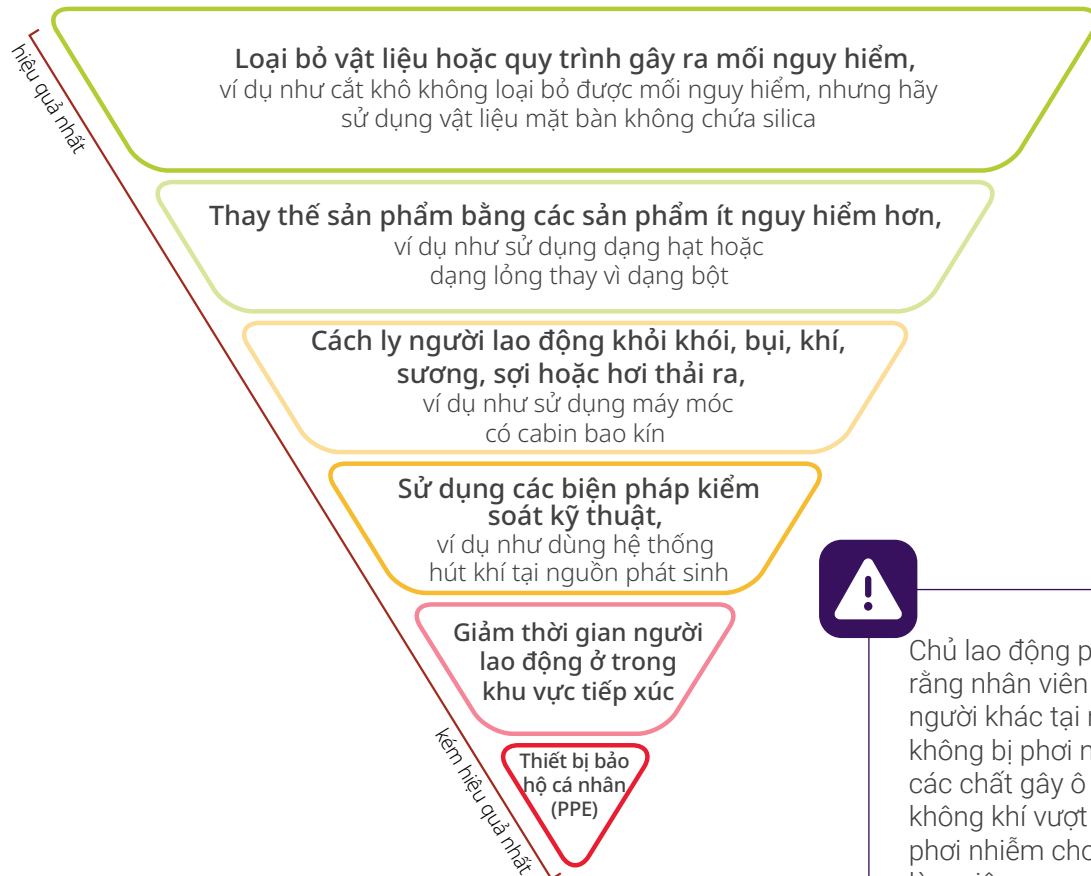 hiệu quả nhất
Loại bỏ vật liệu hoặc quy trình gây ra mối nguy hiểm,
ví dụ như cắt khô không loại bỏ được mối nguy hiểm, nhưng hãy
sử dụng vật liệu mặt bàn không chứa silica
Thay thế sản phẩm bằng các sản phẩm ít nguy hiểm hơn,
ví dụ như sử dụng dạng hạt hoặc
dạng lỏng thay vì dạng bột
Cách ly người lao động khỏi khói, bụi, khí,
sương, sợi hoặc hơi thải ra,
ví dụ như sử dụng máy móc
có cabin bao kín
Sử dụng các biện pháp kiểm
soát kỹ thuật,
ví dụ như dùng hệ thống
hút khí tại nguồn phát sinh
Giảm thời gian người
lao động ở trong
khu vực tiếp xúc
Thiết bị bảo
hộ cá nhân
(PPE)
kém hiệu quả nhất
Chủ lao động
rằng nhân viên
người khác tại
không bị phơi
các chất gây ô
không khí vượt
phơi nhiễm cho